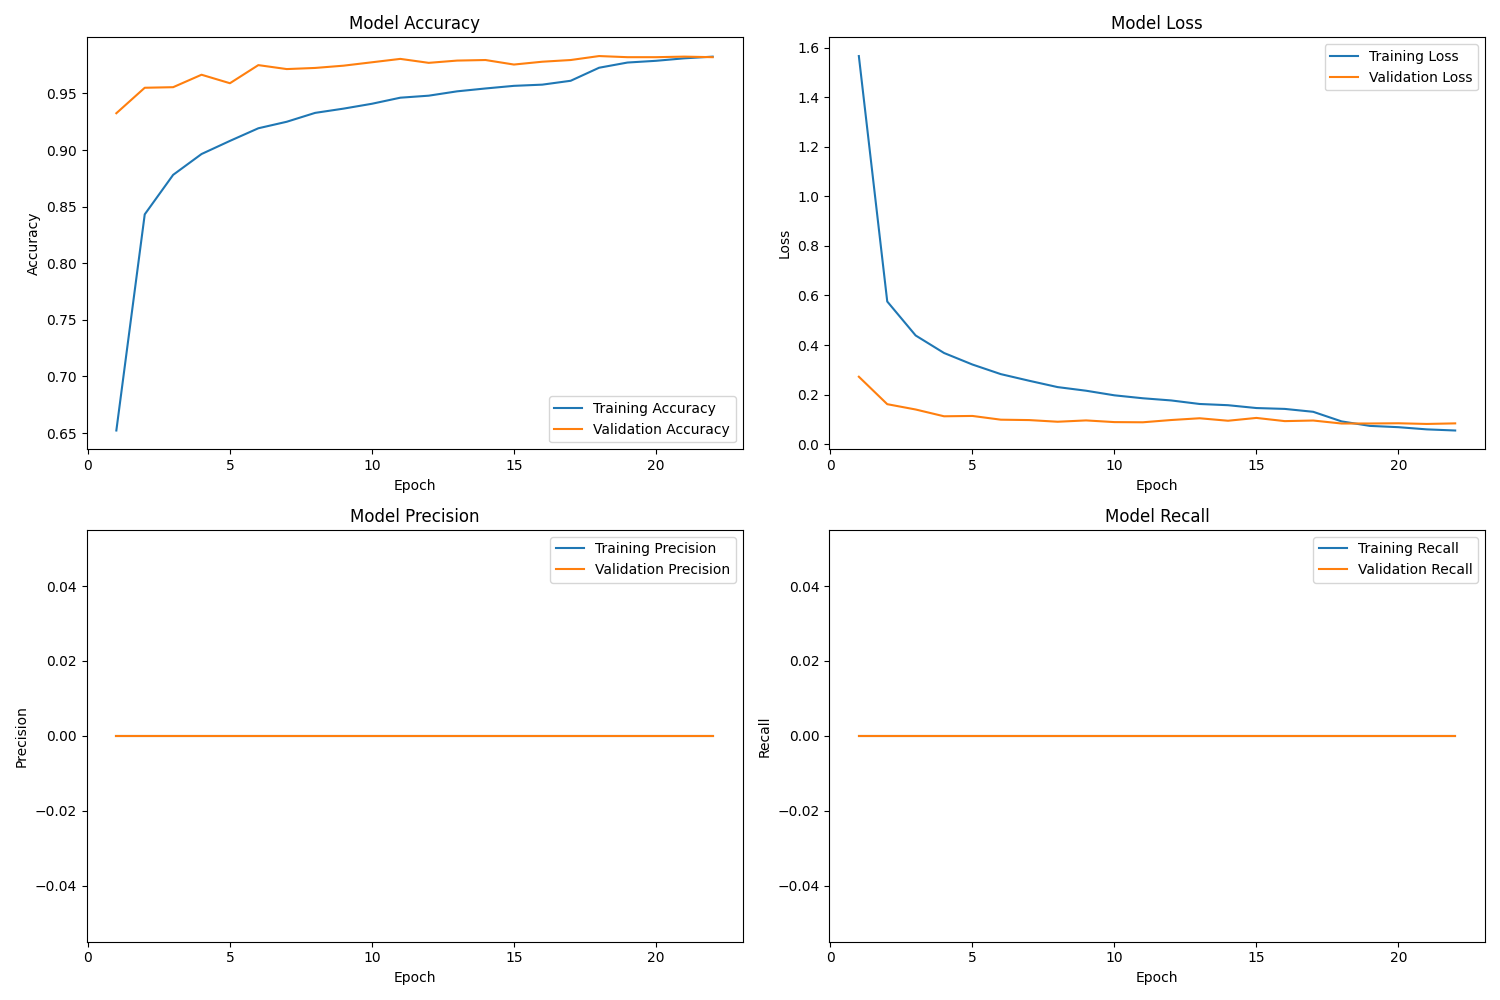 Model Accuracy
0.95
0.90
0.85
0.80
0.75
0.70
0.65
Accuracy
Training Accuracy
Validation Accuracy
0 5 10 15 20
Epoch
Model Loss
1.6
1.4
1.2
1.0
0.8
0.6
0.4
0.2
0.0
Loss
Training Loss
Validation Loss
0 5 10 15 20
Epoch
Model Precision
Training Precision
Validation Precision
0.04
0.02
0.00
−0.02
−0.04
Precision
0 5 10 15 20
Epoch
Model Recall
Training Recall
Validation Recall
0.04
0.02
0.00
−0.02
−0.04
Recall
0 5 10 15 20
Epoch